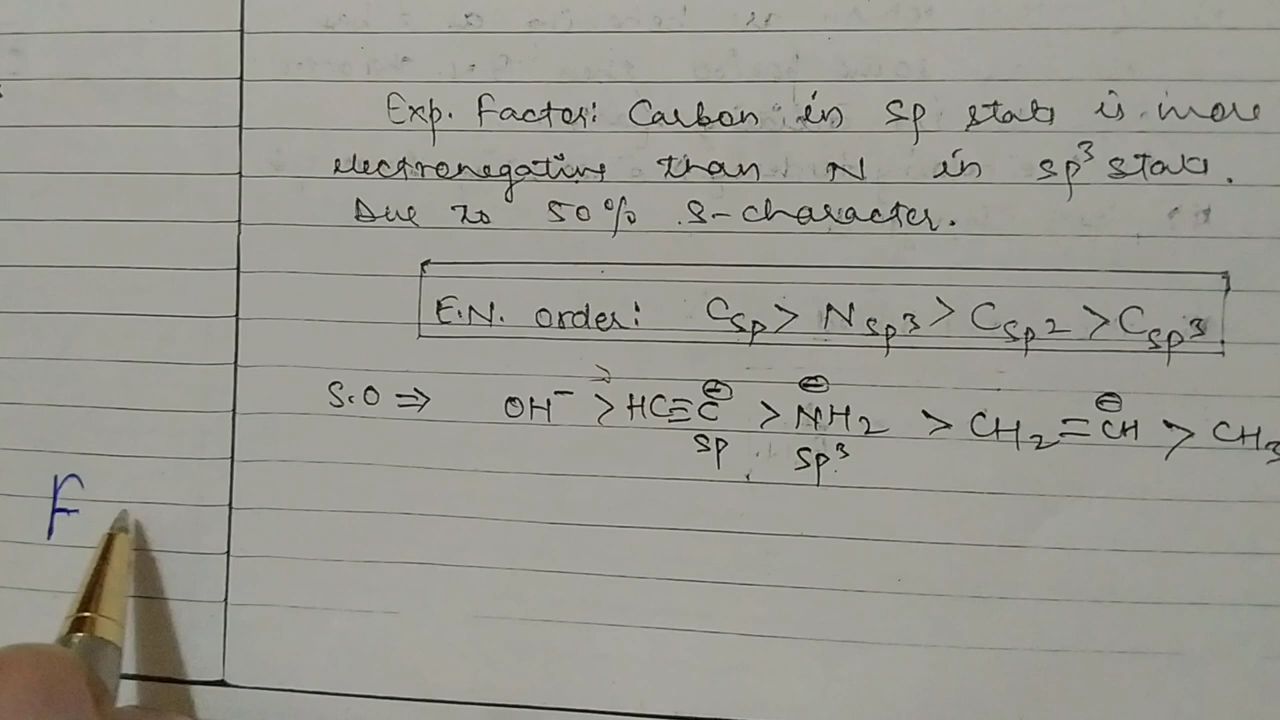 Exp. Factor: Carbon in sp state is more
electronegative than N in sp³ state.
Due to 50% s-character.
E.N. order: Csp > Nsp3 > Csp2 > Csp3
S.O ⇒ OH⁻ > HC≡C⊖ > N⊖H2 > CH2=C⊖H > CH3
sp sp³
F